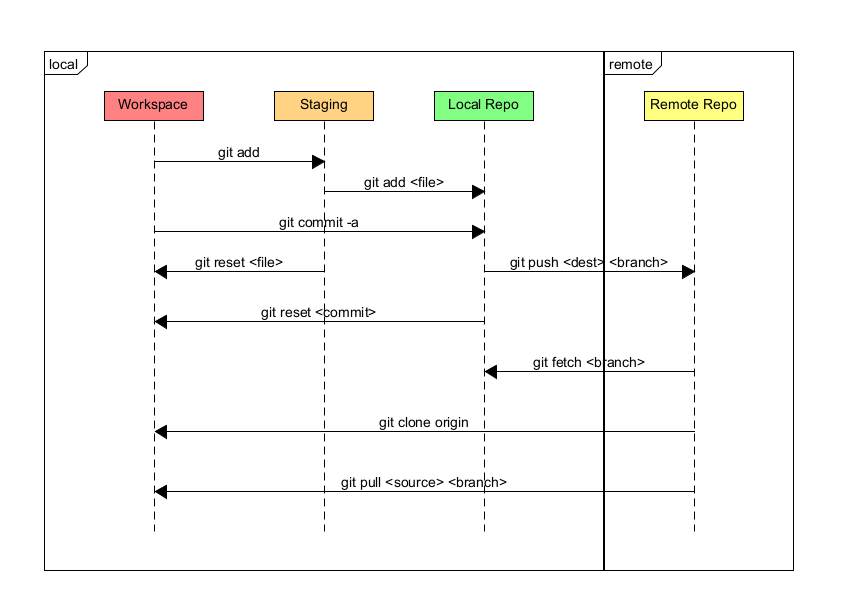 local
remote
Workspace
Staging
Local Repo
Remote Repo
git add
git add <file>
git commit -a
git reset <file>
git push <dest> <branch>
git reset <commit>
git fetch <branch>
git clone origin
git pull <source> <branch>